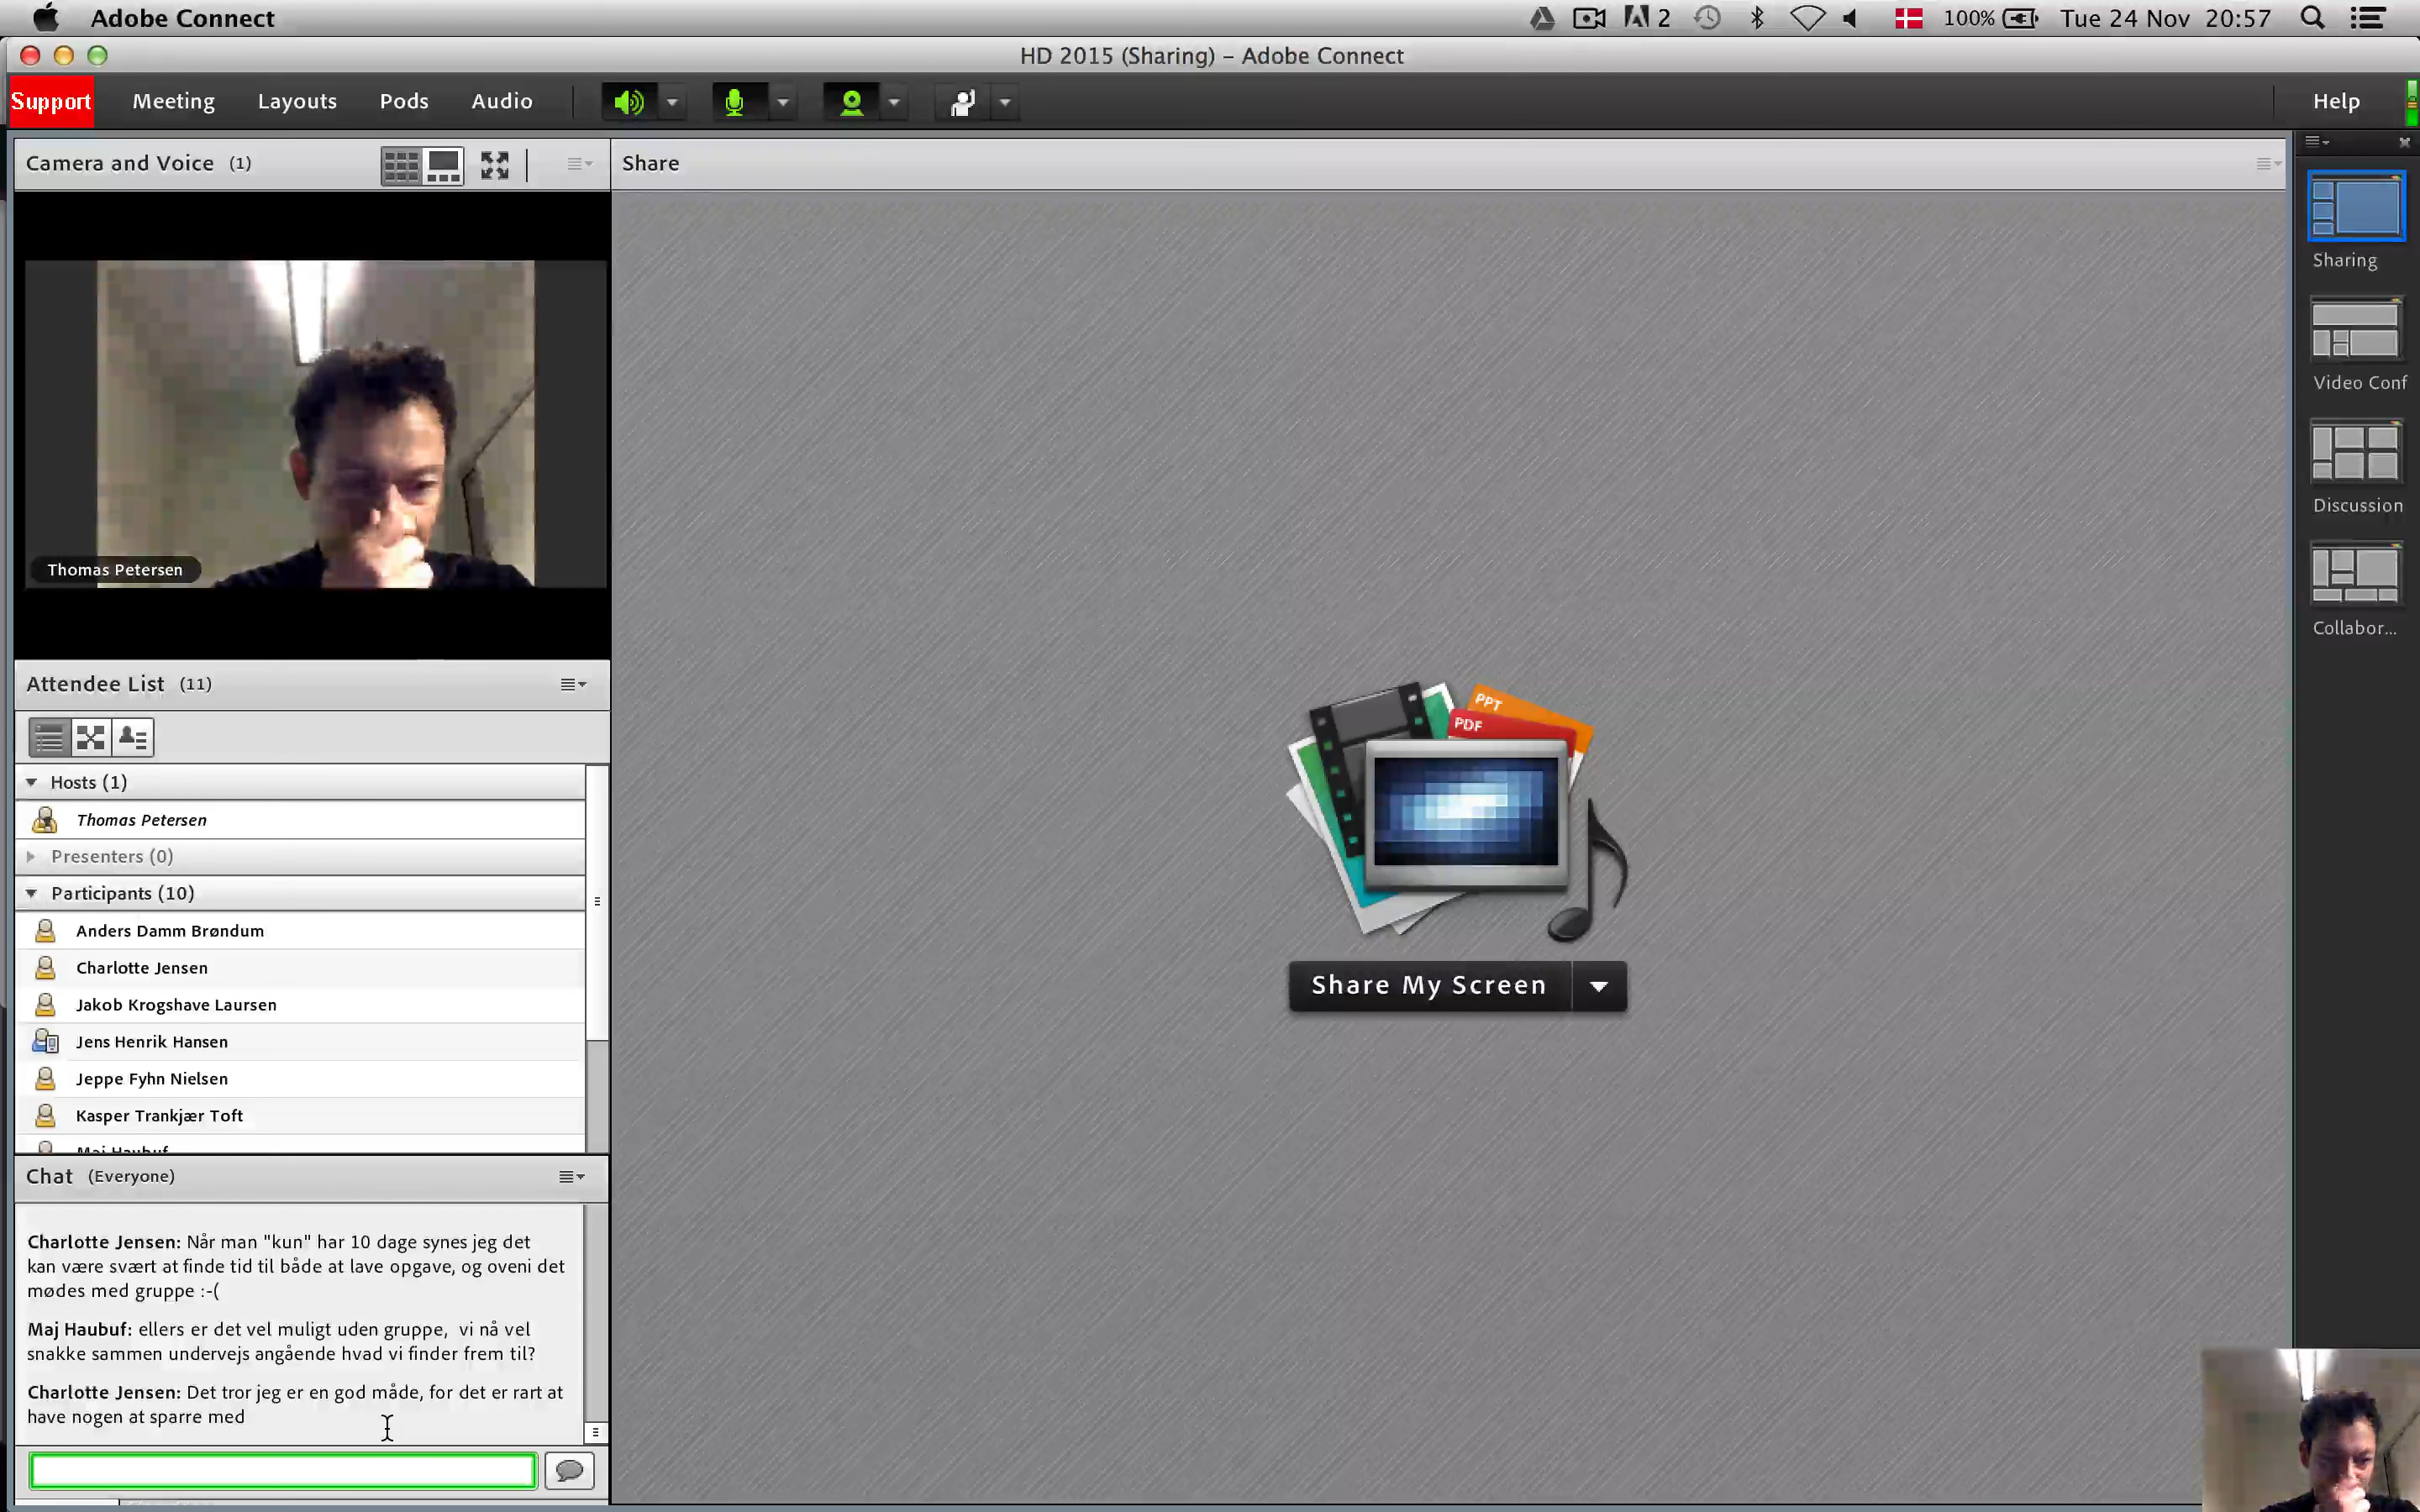 Adobe Connect
2
100%
Tue 24 Nov 20:57
HD 2015 (Sharing) – Adobe Connect
Support
Meeting
Layouts
Pods
Audio
Help
Camera and Voice (1)
Share
Thomas Petersen
Sharing
Video Conf
Discussion
Collabor...
Attendee List (11)
Hosts (1)
Thomas Petersen
Presenters (0)
Participants (10)
Anders Damm Brøndum
Charlotte Jensen
Jakob Krogshave Laursen
Jens Henrik Hansen
Jeppe Fyhn Nielsen
Kasper Trankjær Toft
Maj Haubuf
PPT
PDF
Share My Screen
Chat (Everyone)
Charlotte Jensen: Når man "kun" har 10 dage synes jeg det
kan være svært at finde tid til både at lave opgave, og oveni det
mødes med gruppe :-(
Maj Haubuf: ellers er det vel muligt uden gruppe,  vi nå vel
snakke sammen undervejs angående hvad vi finder frem til?
Charlotte Jensen: Det tror jeg er en god måde, for det er rart at
have nogen at sparre med